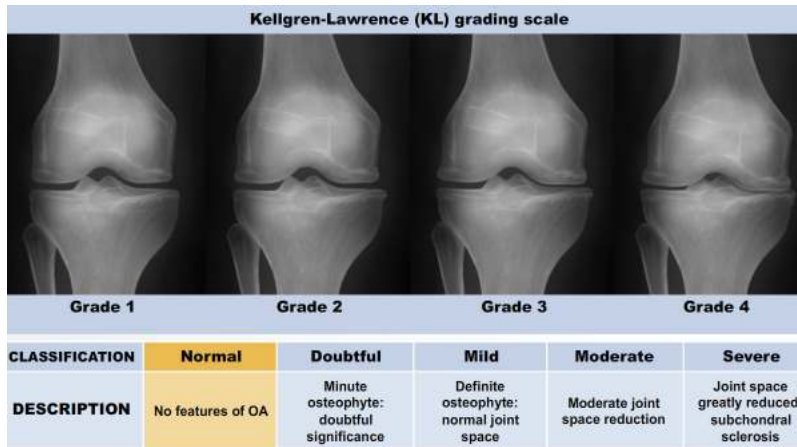 Kellgren-Lawrence (KL) grading scale
Grade 1 Grade 2 Grade 3 Grade 4
CLASSIFICATION Normal Doubtful Mild Moderate Severe
DESCRIPTION
No features of OA
Minute
osteophyte:
doubtful
significance
Definite
osteophyte:
normal joint
space
Moderate joint
space reduction
Joint space
greatly reduced:
subchondral
sclerosis